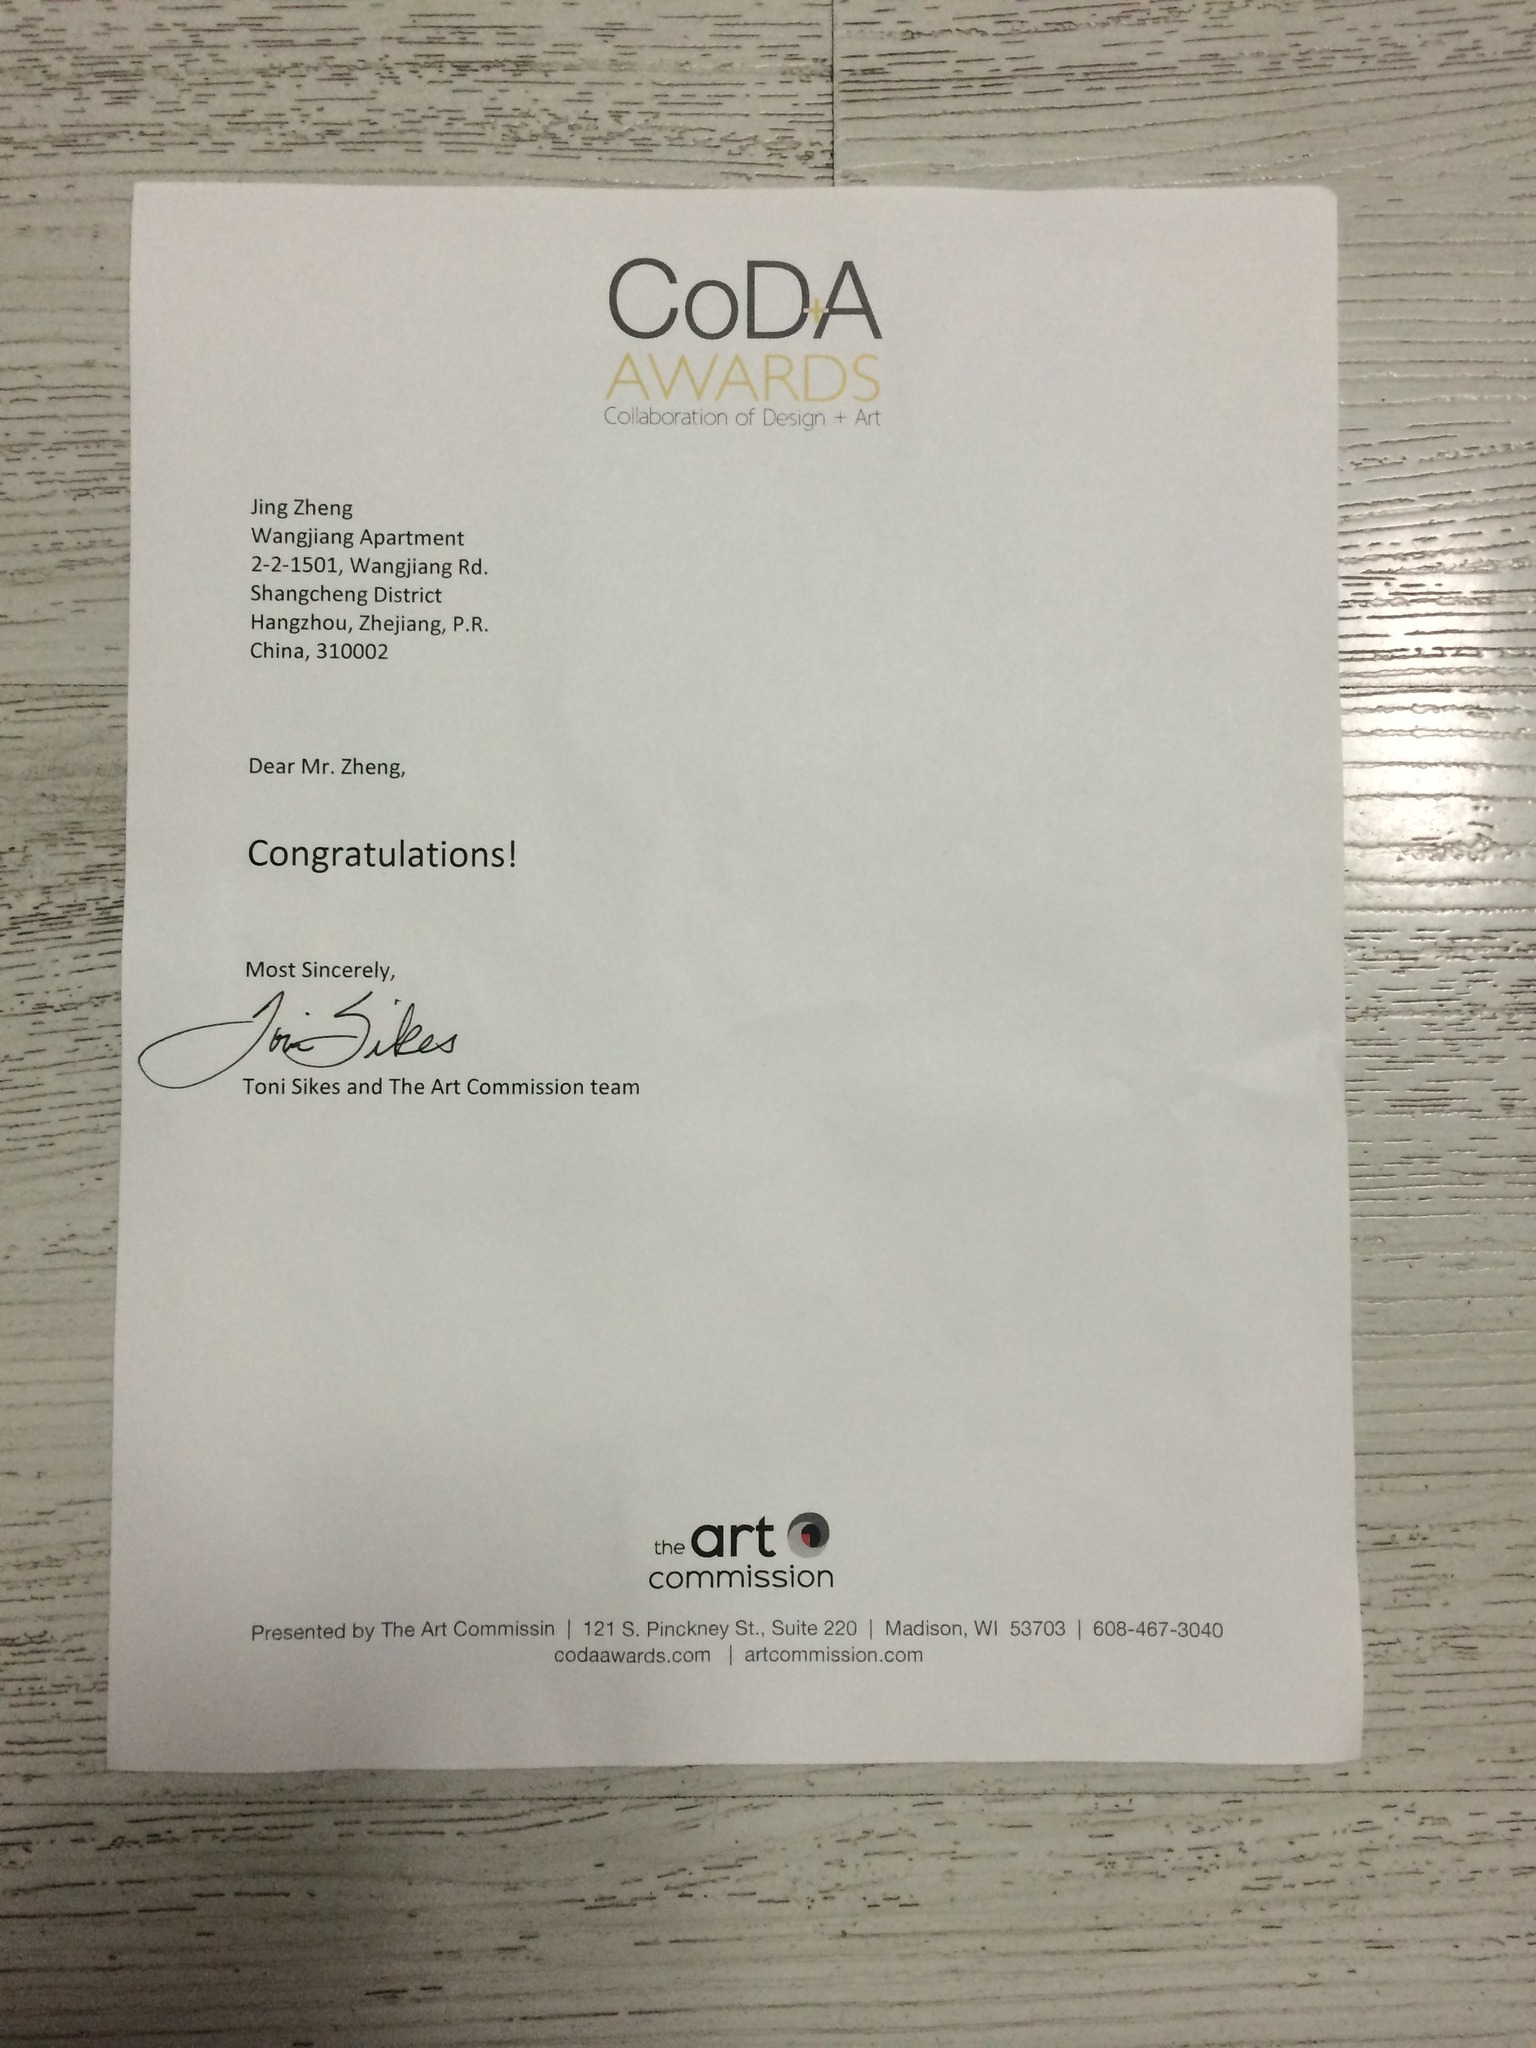 CoD+A
AWARDS
Collaboration of Design + Art
Jing Zheng
Wangjiang Apartment
2-2-1501, Wangjiang Rd.
Shangcheng District
Hangzhou, Zhejiang, P.R.
China, 310002
Dear Mr. Zheng,
Congratulations!
Most Sincerely,
Toni Sikes
Toni Sikes and The Art Commission team
the art
commission
Presented by The Art Commissin | 121 S. Pinckney St., Suite 220 | Madison, WI 53703 | 608-467-3040
codaawards.com | artcommission.com